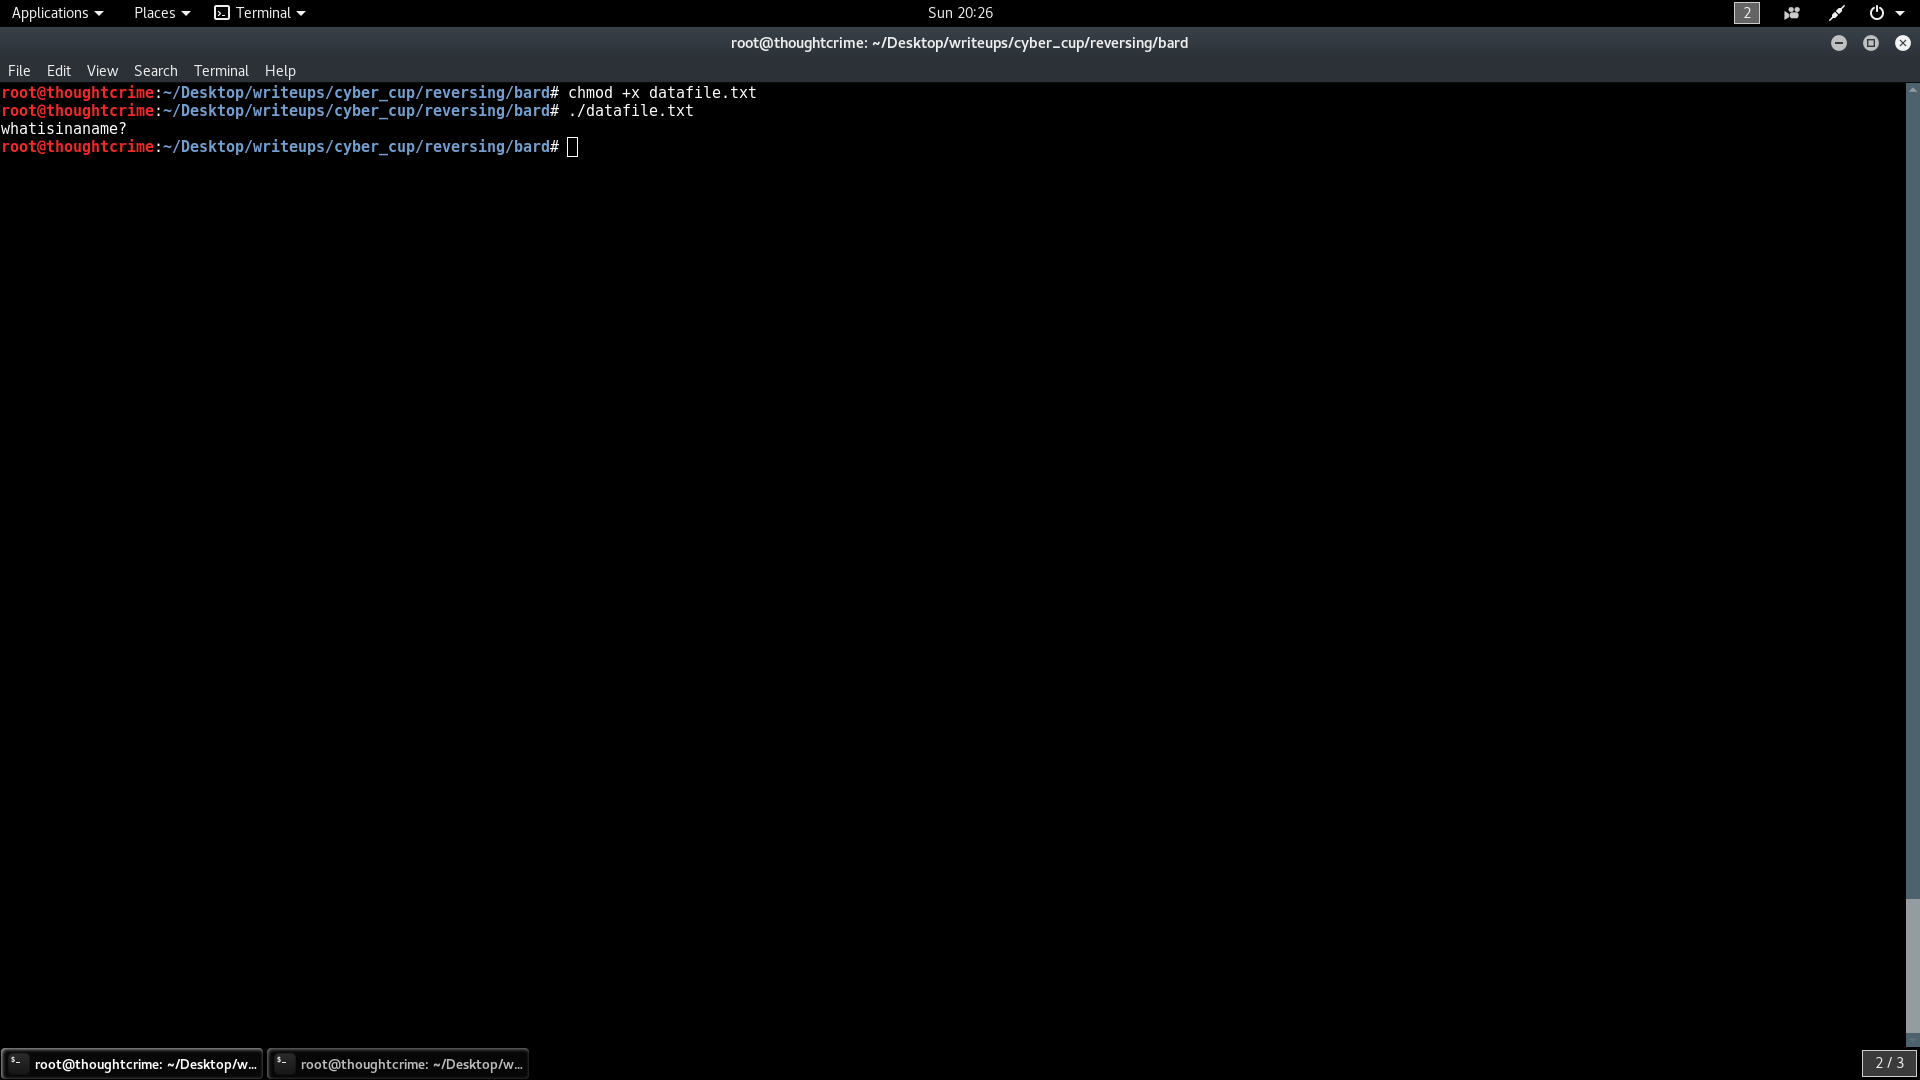 Applications Places Terminal Sun 20:26 2
root@thoughtcrime: ~/Desktop/writeups/cyber_cup/reversing/bard
File Edit View Search Terminal Help
root@thoughtcrime:~/Desktop/writeups/cyber_cup/reversing/bard# chmod +x datafile.txt
root@thoughtcrime:~/Desktop/writeups/cyber_cup/reversing/bard# ./datafile.txt
whatisinaname?
root@thoughtcrime:~/Desktop/writeups/cyber_cup/reversing/bard#
root@thoughtcrime: ~/Desktop/w... root@thoughtcrime: ~/Desktop/w... 2 / 3